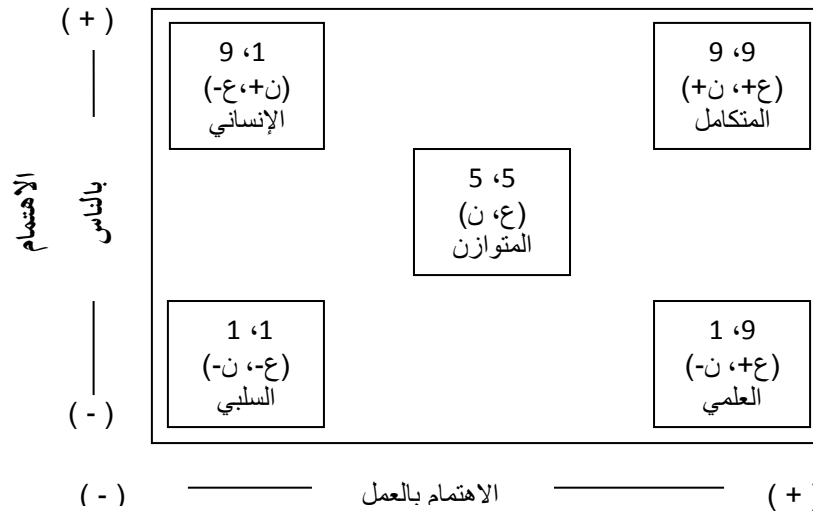 ( + )
9، 9
(ع+، ن+)
المتكامل
1، 9
(ن+،ع-)
الإنساني
5، 5
(ع، ن)
المتوازن
الاهتمام
بالناس
9، 1
(ع+، ن-)
العلمي
1، 1
(ع-، ن-)
السلبي
( - )
( + )
الاهتمام بالعمل
( - )